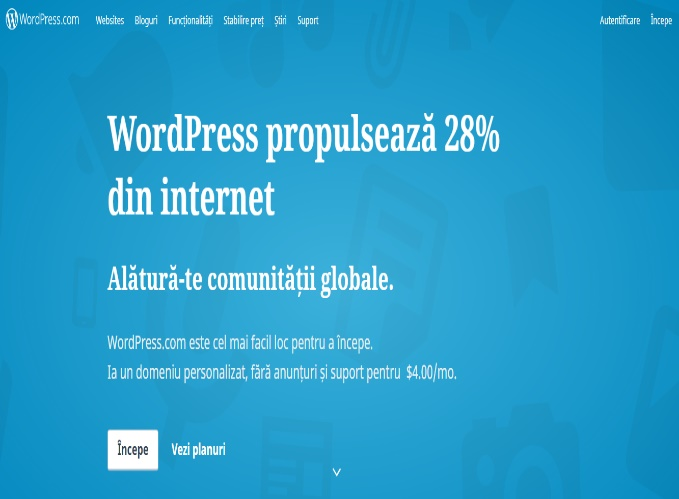 WordPress.com Websites Bloguri Funcționalități Stabilire preț Știri Suport Autentificare Începe
WordPress propulsează 28%
din internet
Alătură-te comunității globale.
WordPress.com este cel mai facil loc pentru a începe.
Ia un domeniu personalizat, fără anunțuri și suport pentru $4.00/mo.
Începe Vezi planuri